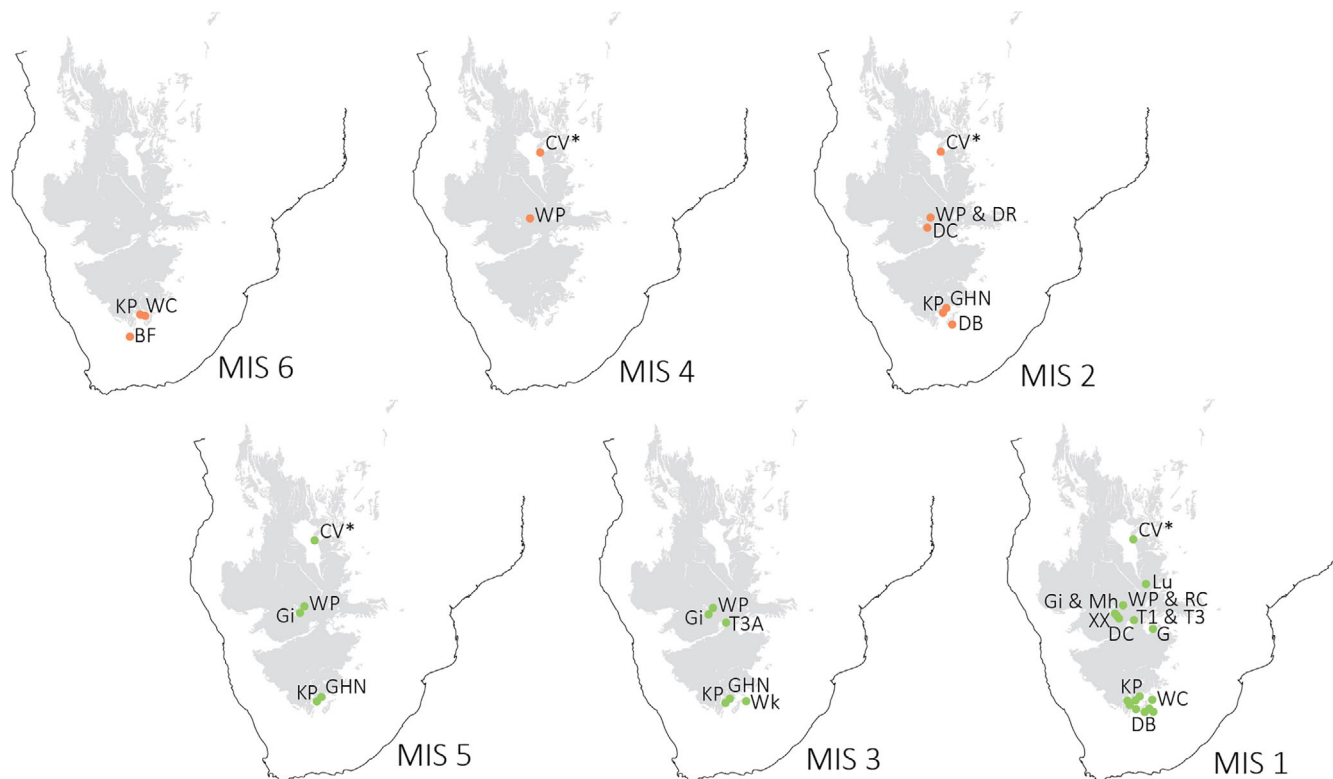 KP WC
BF
MIS 6
CV*
WP
MIS 4
CV*
WP & DR
DC
GHN
KP
DB
MIS 2
CV*
WP
Gi
GHN
KP
MIS 5
CV*
WP
Gi
T3A
GHN
KP
Wk
MIS 3
CV*
Lu
Gi & Mh WP & RC
XX T1 & T3
DC G
KP
WC
DB
MIS 1